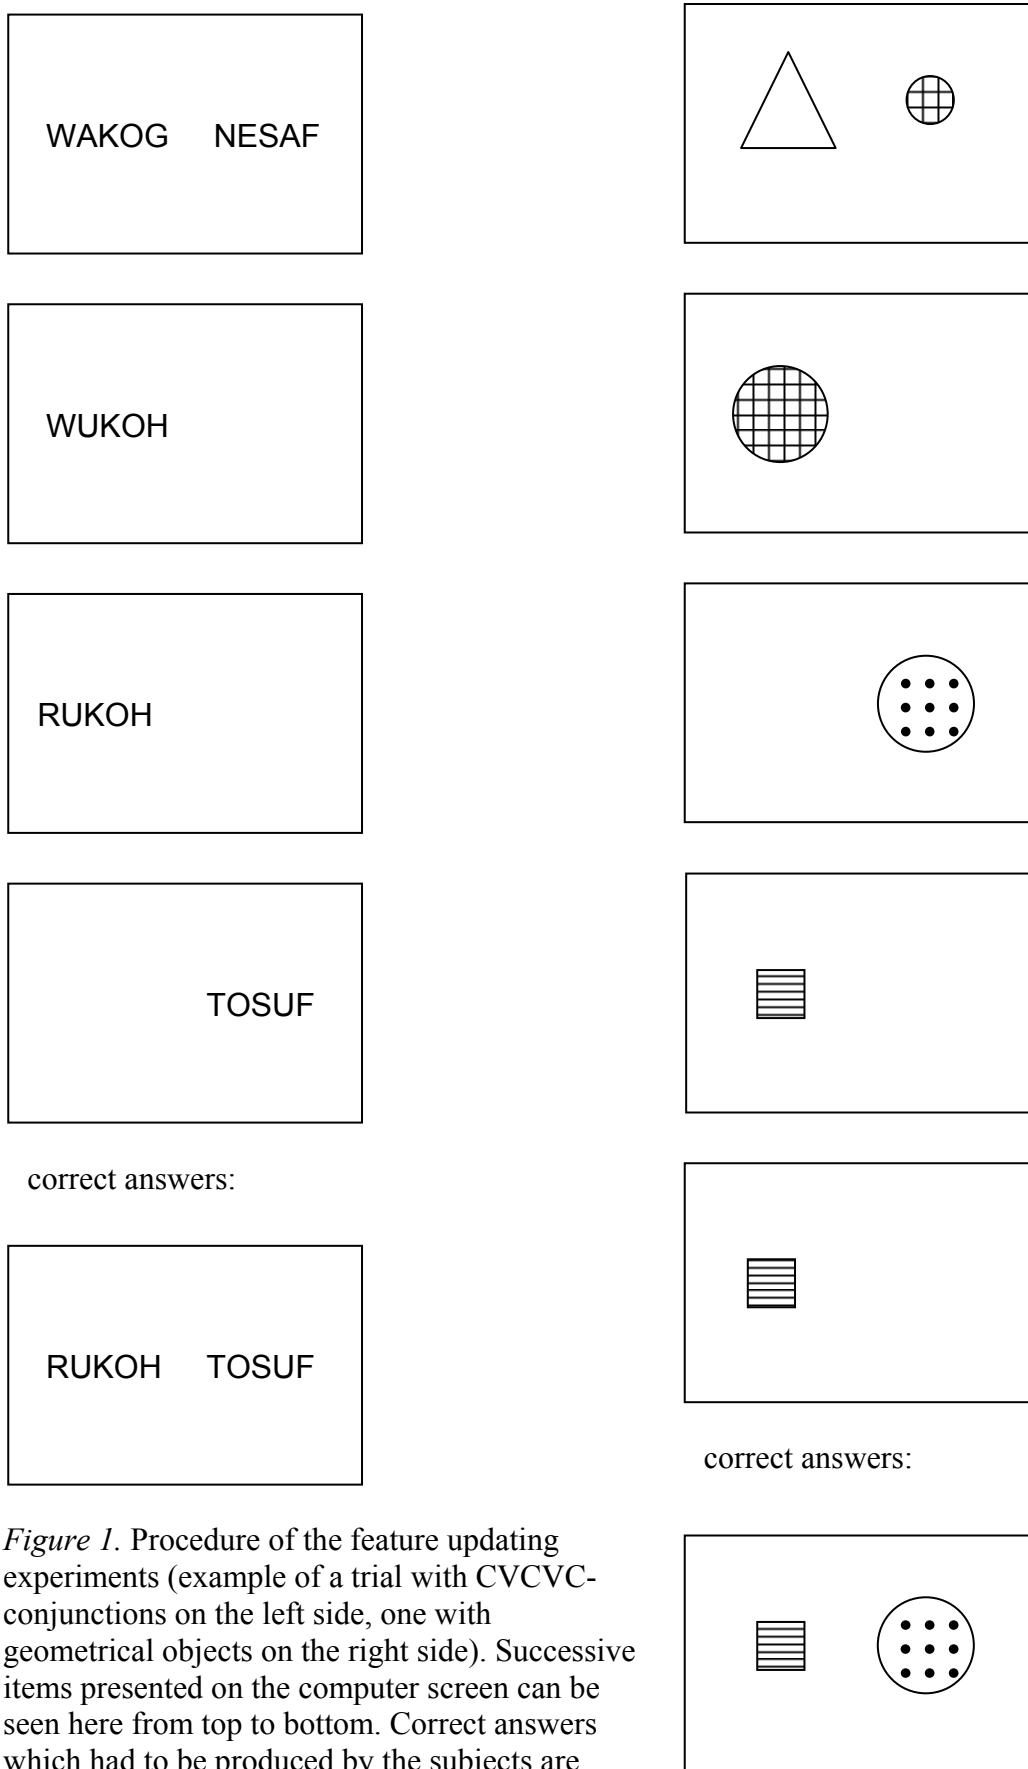 WAKOG NESAF
WUKOH
RUKOH
TOSUF
correct answers:
RUKOH TOSUF
correct answers:
Figure 1. Procedure of the feature updating
experiments (example of a trial with CVCVC-
conjunctions on the left side, one with
geometrical objects on the right side). Successive
items presented on the computer screen can be
seen here from top to bottom. Correct answers
which had to be produced by the subjects are